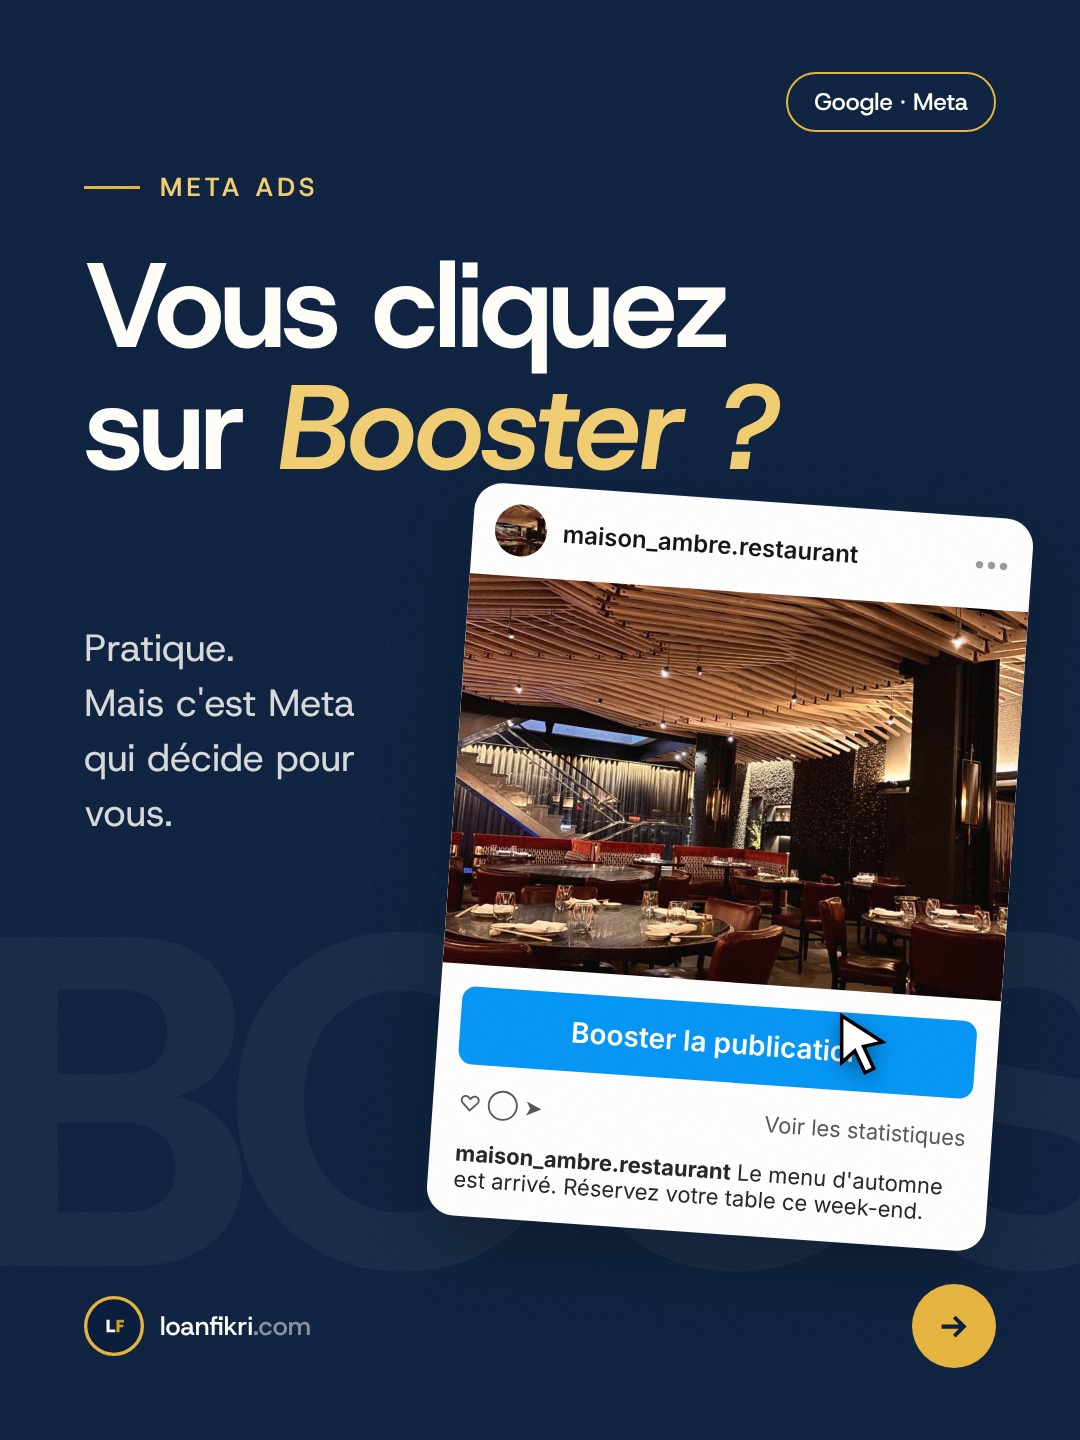 Google · Meta
META ADS
Vous cliquez
sur Booster ?
maison_ambre.restaurant
Pratique.
Mais c'est Meta
qui décide pour
vous.
BOOS
Booster la publication
Voir les statistiques
maison_ambre.restaurant Le menu d'automne
est arrivé. Réservez votre table ce week-end.
LF
loanfikri.com